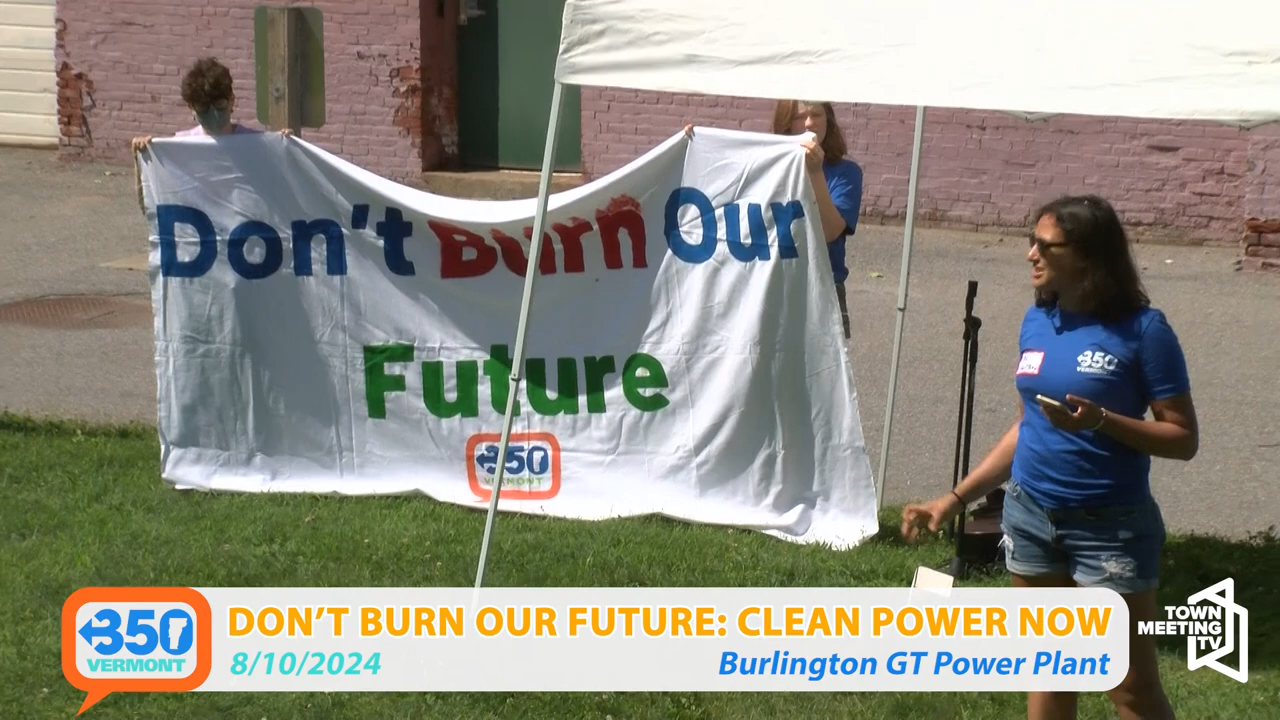 Don't Burn Our
Future
350
VERMONT
350
VERMONT
350
VERMONT
DON'T BURN OUR FUTURE: CLEAN POWER NOW
8/10/2024
Burlington GT Power Plant
TOWN
MEETING
TV